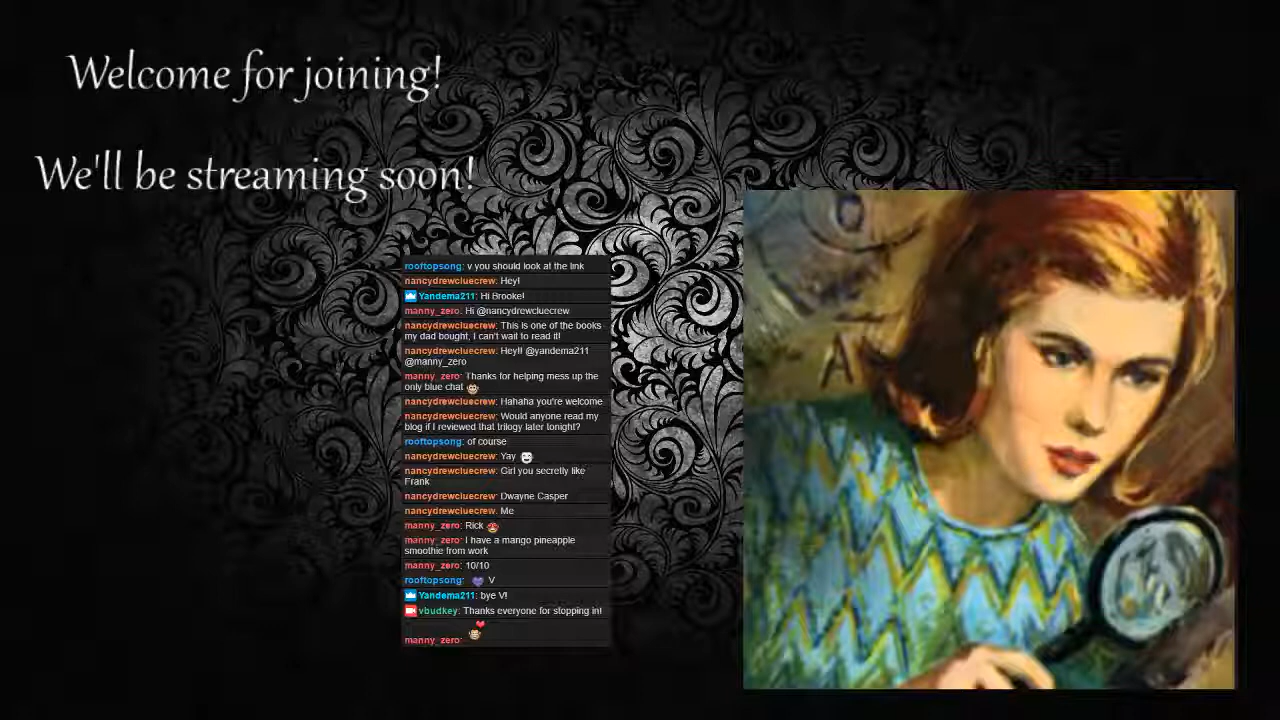 Welcome for joining!
We'll be streaming soon!
rooftopsong: v you should look at the link
nancydrewcluecrew: Hey!
Yandema211: Hi Brooke!
manny_zero: Hi @nancydrewcluecrew
nancydrewcluecrew: This is one of the books
my dad bought, I can't wait to read it!
nancydrewcluecrew: Hey!! @yandema211
@manny_zero
manny_zero: Thanks for helping mess up the
only blue chat
nancydrewcluecrew: Hahaha you're welcome
nancydrewcluecrew: Would anyone read my
blog if I reviewed that trilogy later tonight?
rooftopsong: of course
nancydrewcluecrew: Yay
nancydrewcluecrew: Girl you secretly like
Frank
nancydrewcluecrew: Dwayne Casper
nancydrewcluecrew: Me
manny_zero: Rick
manny_zero: I have a mango pineapple
smoothie from work
manny_zero: 10/10
rooftopsong: V
Yandema211: bye V!
vbudkey: Thanks everyone for stopping in!
manny_zero:
A